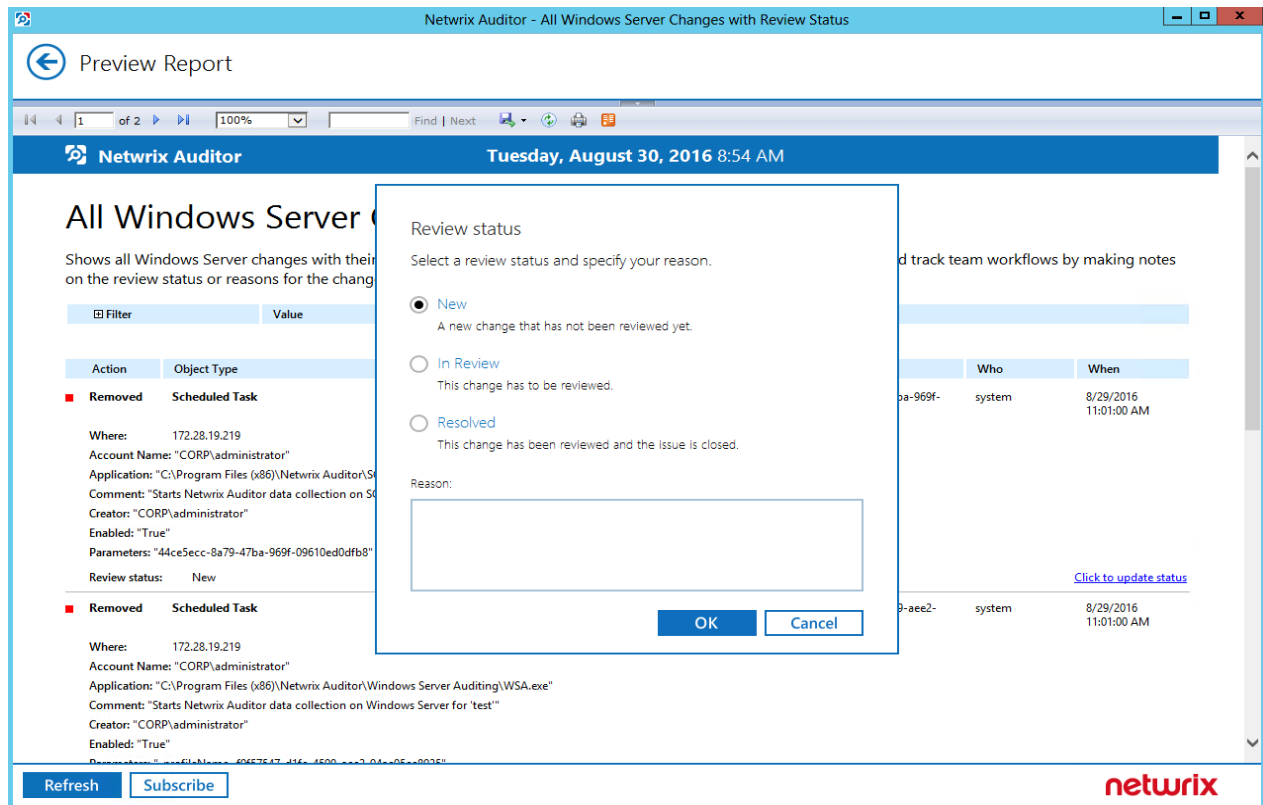 Netwrix Auditor - All Windows Server Changes with Review Status
Preview Report
1 of 2 100% Find | Next
Netwrix Auditor Tuesday, August 30, 2016 8:54 AM
All Windows Server
Shows all Windows Server changes with their d track team workflows by making notes
on the review status or reasons for the chang
Filter Value
Action Object Type Who When
Removed Scheduled Task ba-969f- system 8/29/2016
11:01:00 AM
Where: 172.28.19.219
Account Name: "CORP\administrator"
Application: "C:\Program Files (x86)\Netwrix Auditor\S
Comment: "Starts Netwrix Auditor data collection on S
Creator: "CORP\administrator"
Enabled: "True"
Parameters: "44ce5ecc-8a79-47ba-969f-09610ed0dfb8"
Review status: New Click to update status
Removed Scheduled Task 9-aee2- system 8/29/2016
11:01:00 AM
Where: 172.28.19.219
Account Name: "CORP\administrator"
Application: "C:\Program Files (x86)\Netwrix Auditor\Windows Server Auditing\WSA.exe"
Comment: "Starts Netwrix Auditor data collection on Windows Server for 'test'"
Creator: "CORP\administrator"
Enabled: "True"
Review status
Select a review status and specify your reason.
New
A new change that has not been reviewed yet.
In Review
This change has to be reviewed.
Resolved
This change has been reviewed and the issue is closed.
Reason:
OK Cancel
Refresh Subscribe netwrix